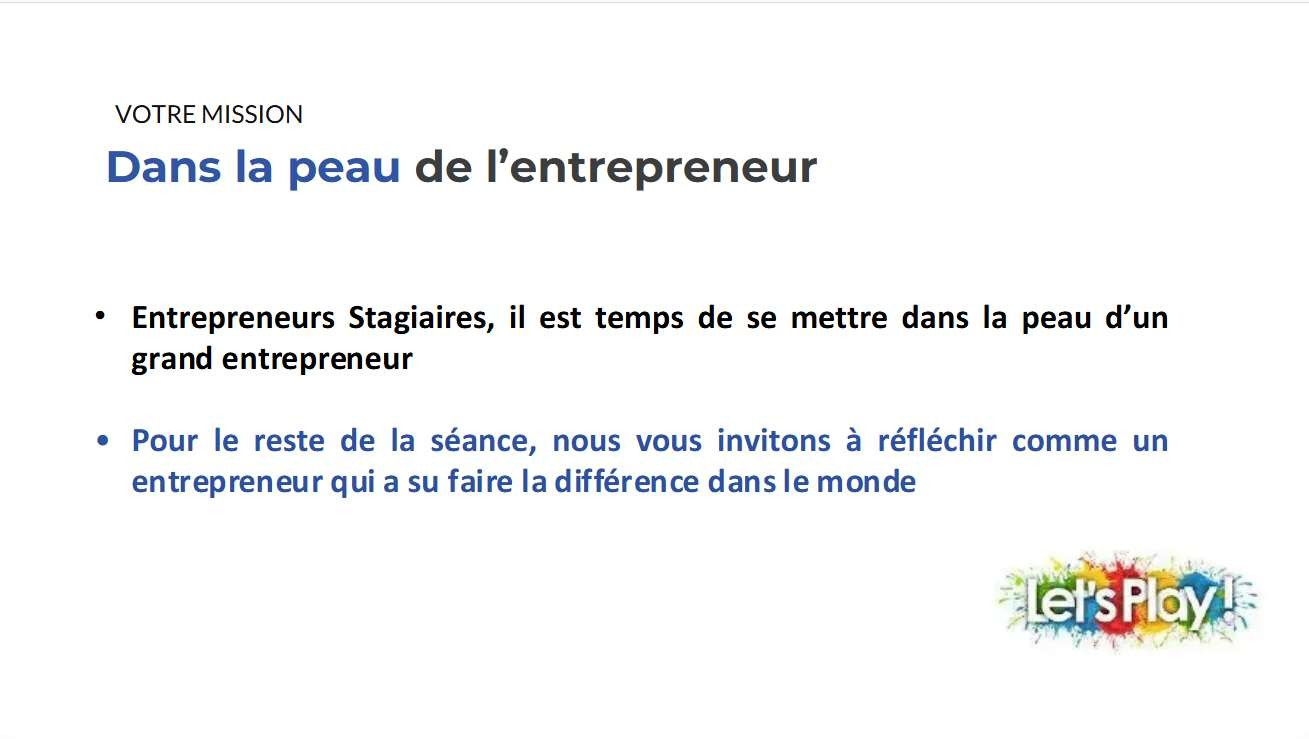 VOTRE MISSION
Dans la peau de l’entrepreneur
• Entrepreneurs Stagiaires, il est temps de se mettre dans la peau d’un
grand entrepreneur
• Pour le reste de la séance, nous vous invitons à réfléchir comme un
entrepreneur qui a su faire la différence dans le monde
Let's Play !